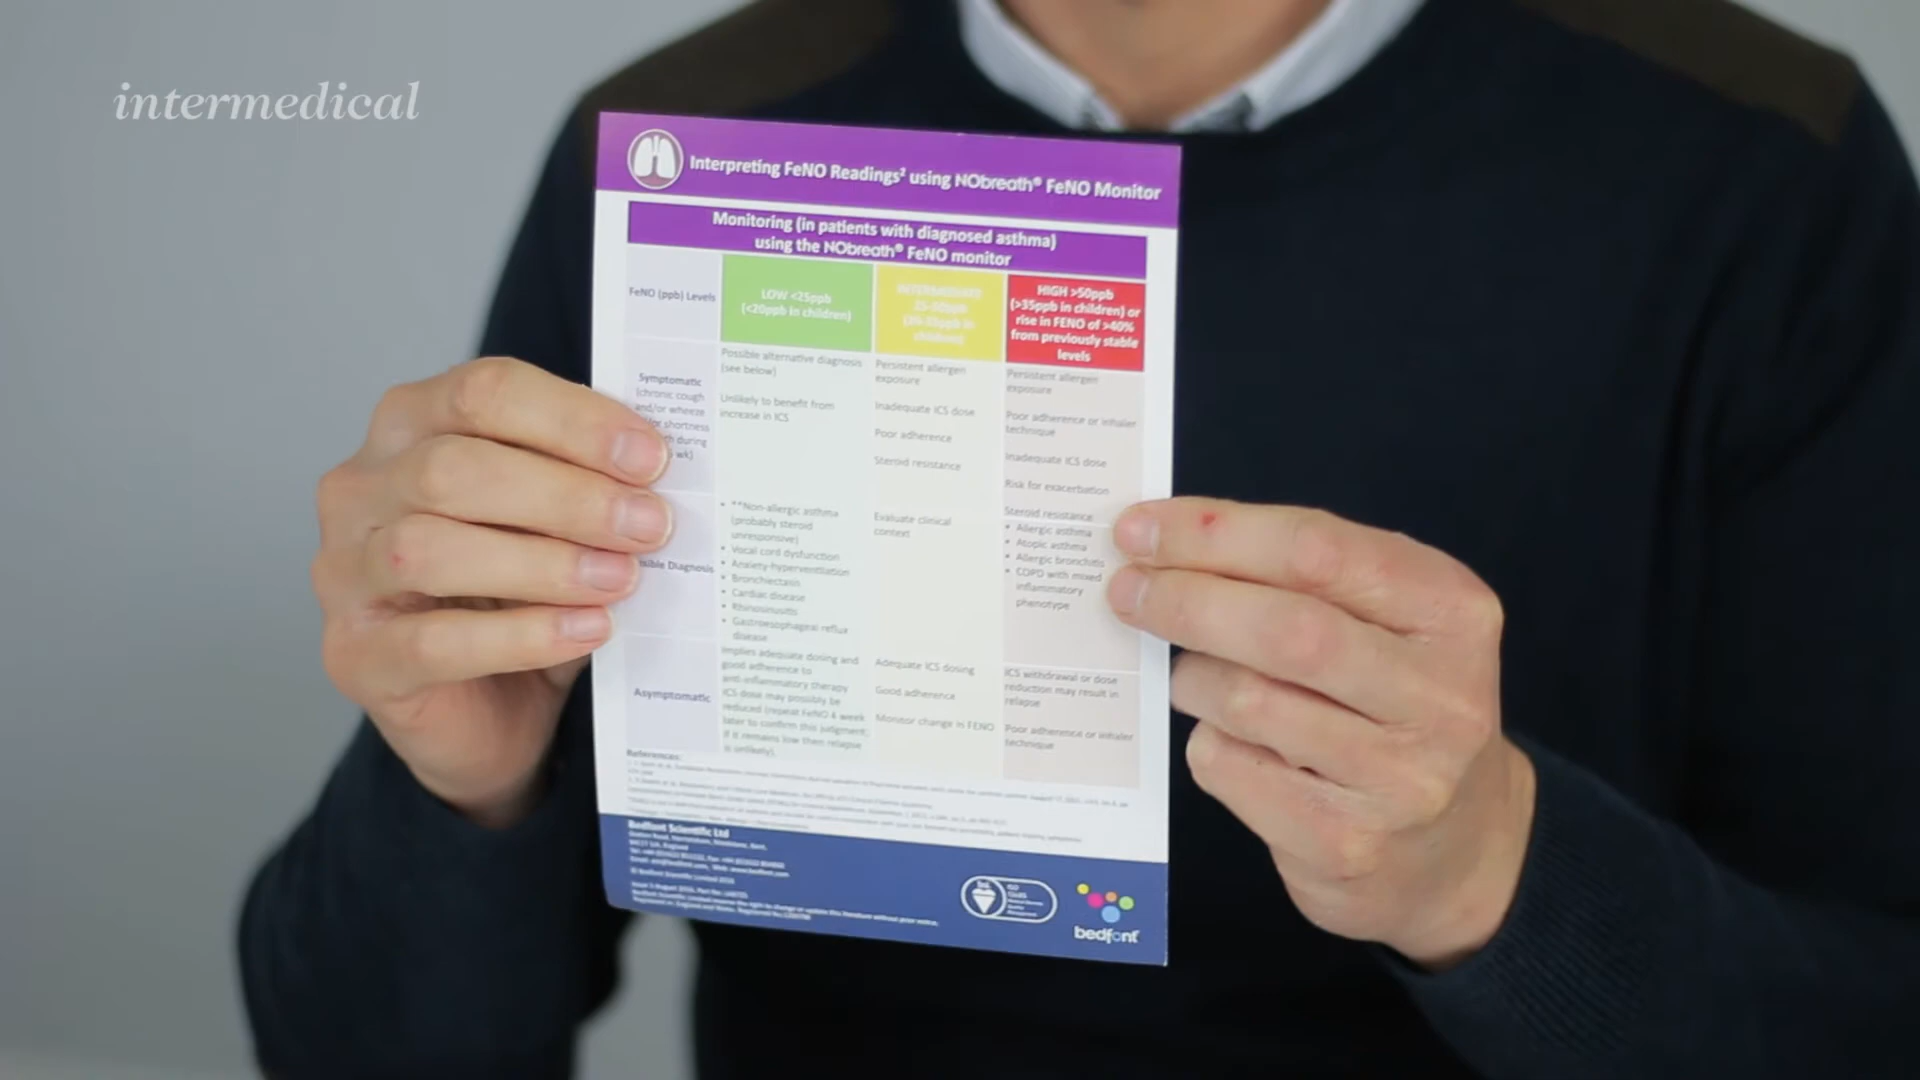 intermedical
Interpreting FeNO Readings² using NObreath® FeNO Monitor
Monitoring (in patients with diagnosed asthma)
using the NObreath® FeNO monitor
FeNO (ppb) Levels
LOW <25ppb
(<20ppb in children)
HIGH >50ppb
(>35ppb in children) or
rise in FENO of >40%
from previously stable
levels
Symptomatic
(chronic cough
and/or wheeze
shortness
during
wk)
Possible alternative diagnosis
(see below)
Unlikely to benefit from
increase in ICS
Persistent allergen
exposure
Inadequate ICS dose
Poor adherence
Steroid resistance
Persistent allergen
exposure
Poor adherence or inhaler
technique
Inadequate ICS dose
Risk for exacerbation
Steroid resistance
Diagnosis
• **Non-allergic asthma
(probably steroid
unresponsive)
• Vocal cord dysfunction
• Anxiety-hyperventilation
• Bronchiectasis
• Cardiac disease
• Rhinosinusitis
• Gastroesophageal reflux
disease
Evaluate clinical
context
• Allergic asthma
• Atopic asthma
• Allergic bronchitis
• COPD with mixed
inflammatory
phenotype
Asymptomatic
Implies adequate dosing and
good adherence to
anti-inflammatory therapy
ICS dose may possibly be
reduced (repeat FeNO 4 week
later to confirm this judgment;
if it remains low then relapse
is unlikely).
Adequate ICS dosing
Good adherence
Monitor change in FENO
ICS withdrawal or dose
reduction may result in
relapse
Poor adherence or inhaler
technique
References:
Bedfont Scientific Ltd
bedfont